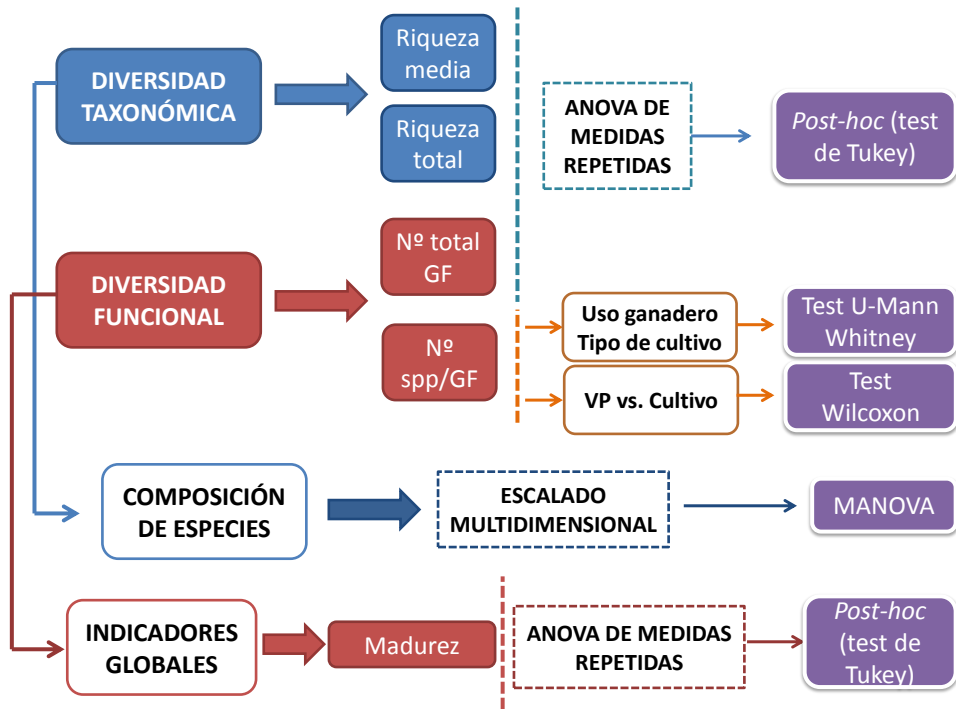 DIVERSIDAD
TAXONÓMICA
Riqueza
media
Riqueza
total
ANOVA DE
MEDIDAS
REPETIDAS
Post-hoc (test
de Tukey)
DIVERSIDAD
FUNCIONAL
Nº total
GF
Nº
spp/GF
Uso ganadero
Tipo de cultivo
Test U-Mann
Whitney
VP vs. Cultivo
Test
Wilcoxon
COMPOSICIÓN
DE ESPECIES
ESCALADO
MULTIDIMENSIONAL
MANOVA
INDICADORES
GLOBALES
Madurez
ANOVA DE MEDIDAS
REPETIDAS
Post-hoc
(test de
Tukey)